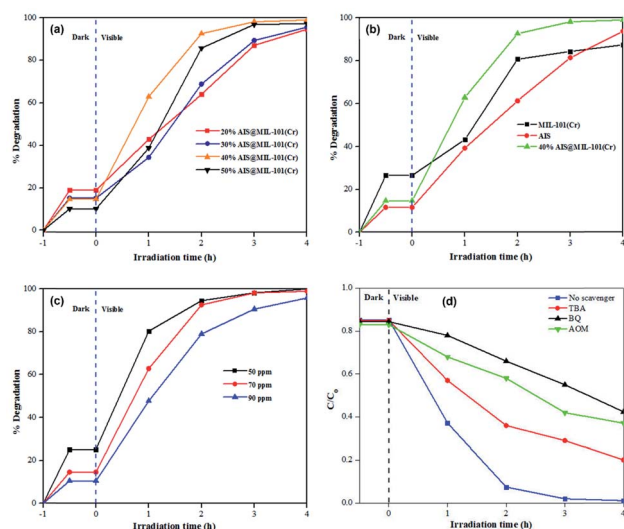 (a)
Dark
Visible
% Degradation
100
80
60
40
20
0
20% AIS@MIL-101(Cr)
30% AIS@MIL-101(Cr)
40% AIS@MIL-101(Cr)
50% AIS@MIL-101(Cr)
-1 0 1 2 3 4
Irradiation time (h)
(b)
Dark
Visible
% Degradation
100
80
60
40
20
0
MIL-101(Cr)
AIS
40% AIS@MIL-101(Cr)
-1 0 1 2 3 4
Irradiation time (h)
(c)
Dark
Visible
% Degradation
100
80
60
40
20
0
50 ppm
70 ppm
90 ppm
-1 0 1 2 3 4
Irradiation time (h)
(d)
Dark
Visible
C/Co
1.0
0.8
0.6
0.4
0.2
0.0
No scavenger
TBA
BQ
AOM
0 1 2 3 4
Irradiation time (h)